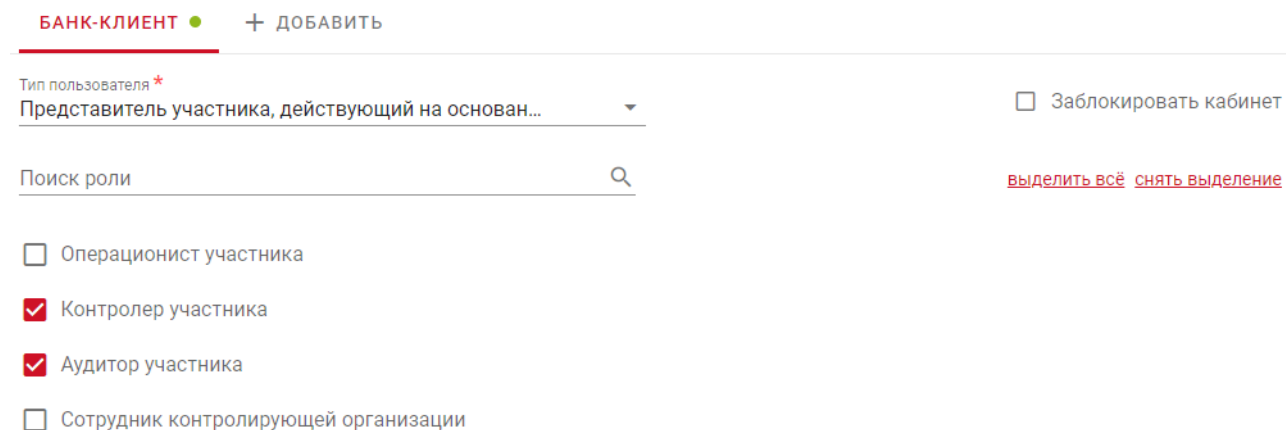 БАНК-КЛИЕНТ + ДОБАВИТЬ
Тип пользователя *
Представитель участника, действующий на основан...
Заблокировать кабинет
Поиск роли
выделить всё снять выделение
Операционист участника
Контролер участника
Аудитор участника
Сотрудник контролирующей организации